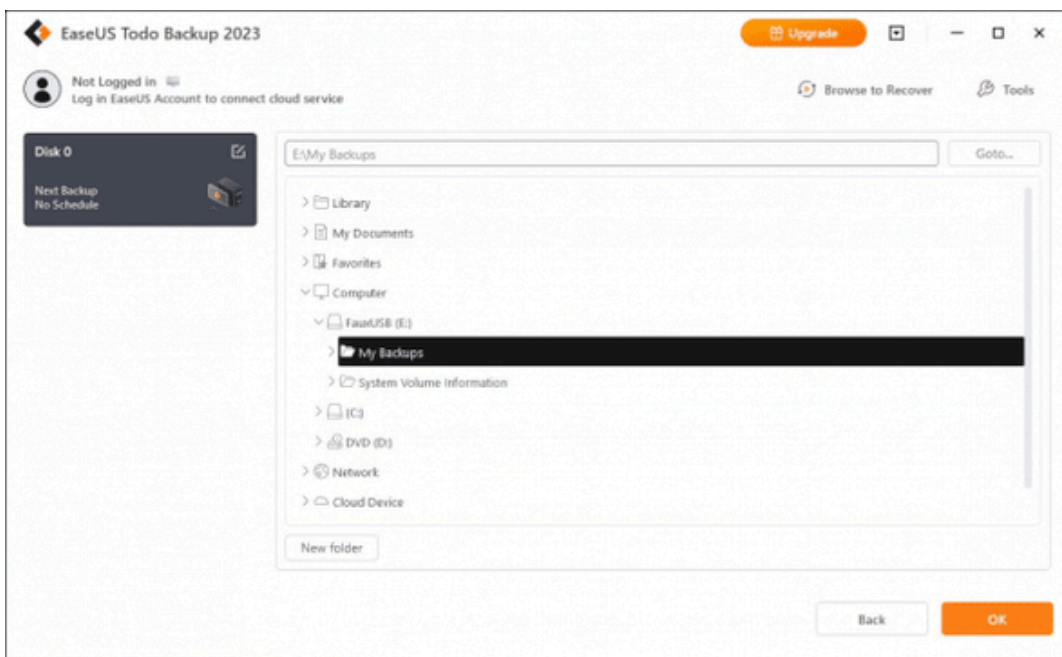 EaseUS Todo Backup 2023
Upgrade
Not Logged in
Log in EaseUS Account to connect cloud service
Browse to Recover
Tools
Disk 0
Next Backup
No Schedule
E:\My Backups
Goto...
Library
My Documents
Favorites
Computer
FauxUSB (E:)
My Backups
System Volume Information
(C:)
DVD (D:)
Network
Cloud Device
New folder
Back
OK